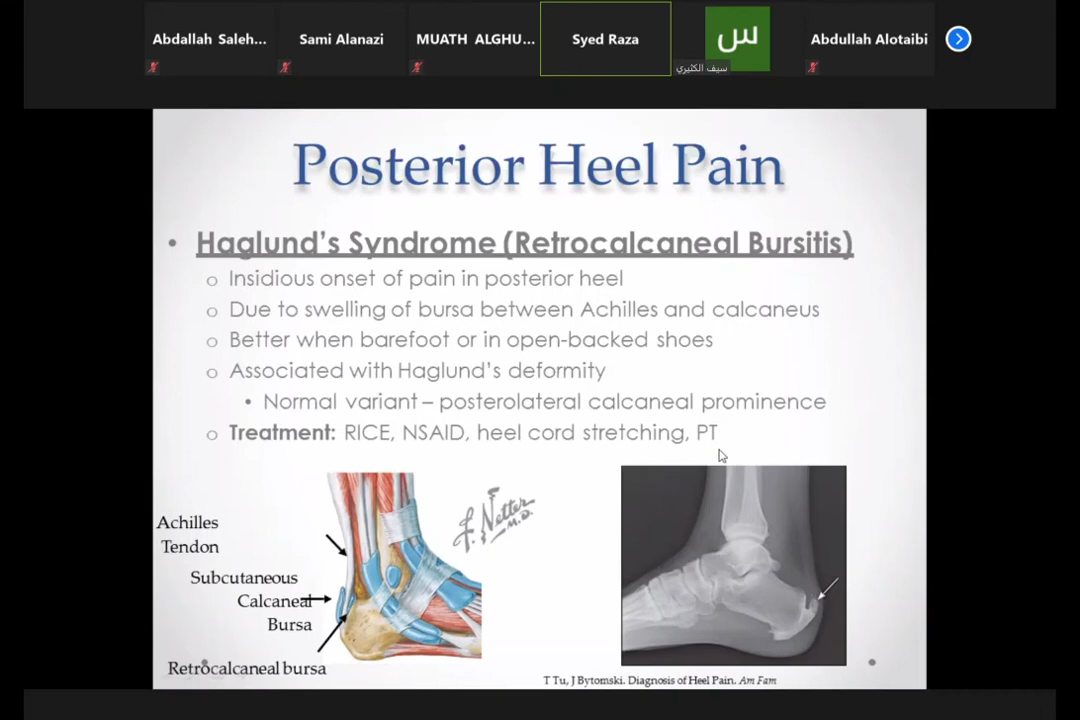 Abdallah Saleh...
Sami Alanazi
MUATH ALGHU...
Syed Raza
س
سيف الكثيري
Abdullah Alotaibi
Posterior Heel Pain
• Haglund's Syndrome (Retrocalcaneal Bursitis)
o Insidious onset of pain in posterior heel
o Due to swelling of bursa between Achilles and calcaneus
o Better when barefoot or in open-backed shoes
o Associated with Haglund's deformity
• Normal variant – posterolateral calcaneal prominence
o Treatment: RICE, NSAID, heel cord stretching, PT
F. Netter
M.D.
Achilles
Tendon
Subcutaneous
Calcaneal
Bursa
Retrocalcaneal bursa
T Tu, J Bytomski. Diagnosis of Heel Pain. Am Fam